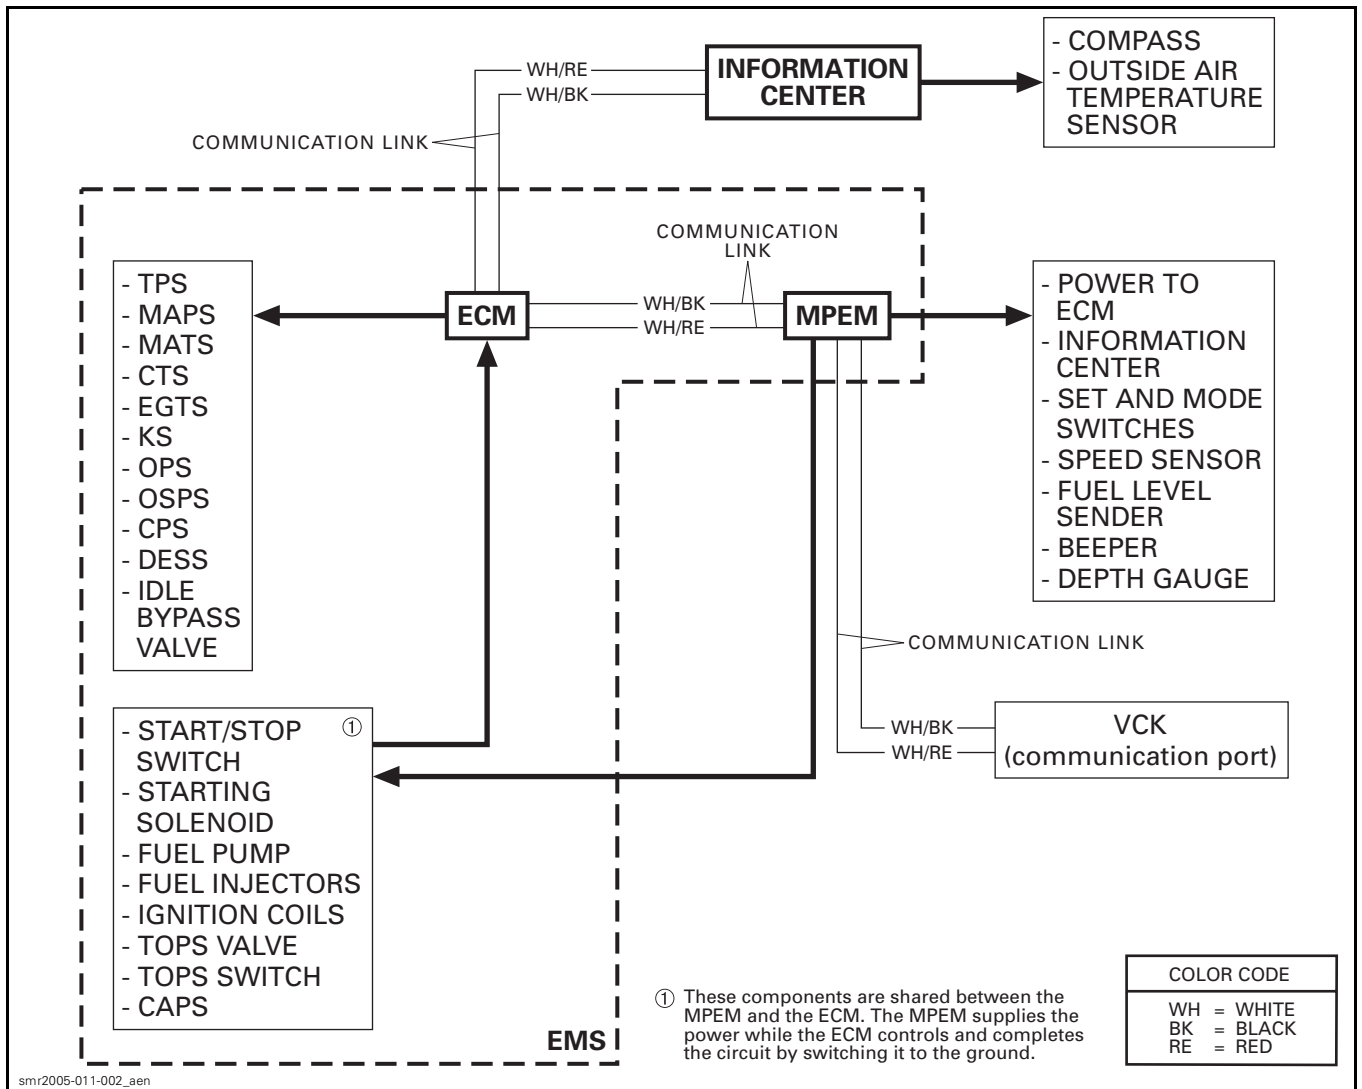 INFORMATION
CENTER
- COMPASS
- OUTSIDE AIR
TEMPERATURE
SENSOR
WH/RE
WH/BK
COMMUNICATION LINK
COMMUNICATION
LINK
- TPS
- MAPS
- MATS
- CTS
- EGTS
- KS
- OPS
- OSPS
- CPS
- DESS
- IDLE
BYPASS
VALVE
ECM
WH/BK
WH/RE
MPEM
- POWER TO
ECM
- INFORMATION
CENTER
- SET AND MODE
SWITCHES
- SPEED SENSOR
- FUEL LEVEL
SENDER
- BEEPER
- DEPTH GAUGE
COMMUNICATION LINK
- START/STOP ①
SWITCH
- STARTING
SOLENOID
- FUEL PUMP
- FUEL INJECTORS
- IGNITION COILS
- TOPS VALVE
- TOPS SWITCH
- CAPS
WH/BK
WH/RE
VCK
(communication port)
EMS
① These components are shared between the
MPEM and the ECM. The MPEM supplies the
power while the ECM controls and completes
the circuit by switching it to the ground.
COLOR CODE
WH = WHITE
BK = BLACK
RE = RED
smr2005-011-002_aen